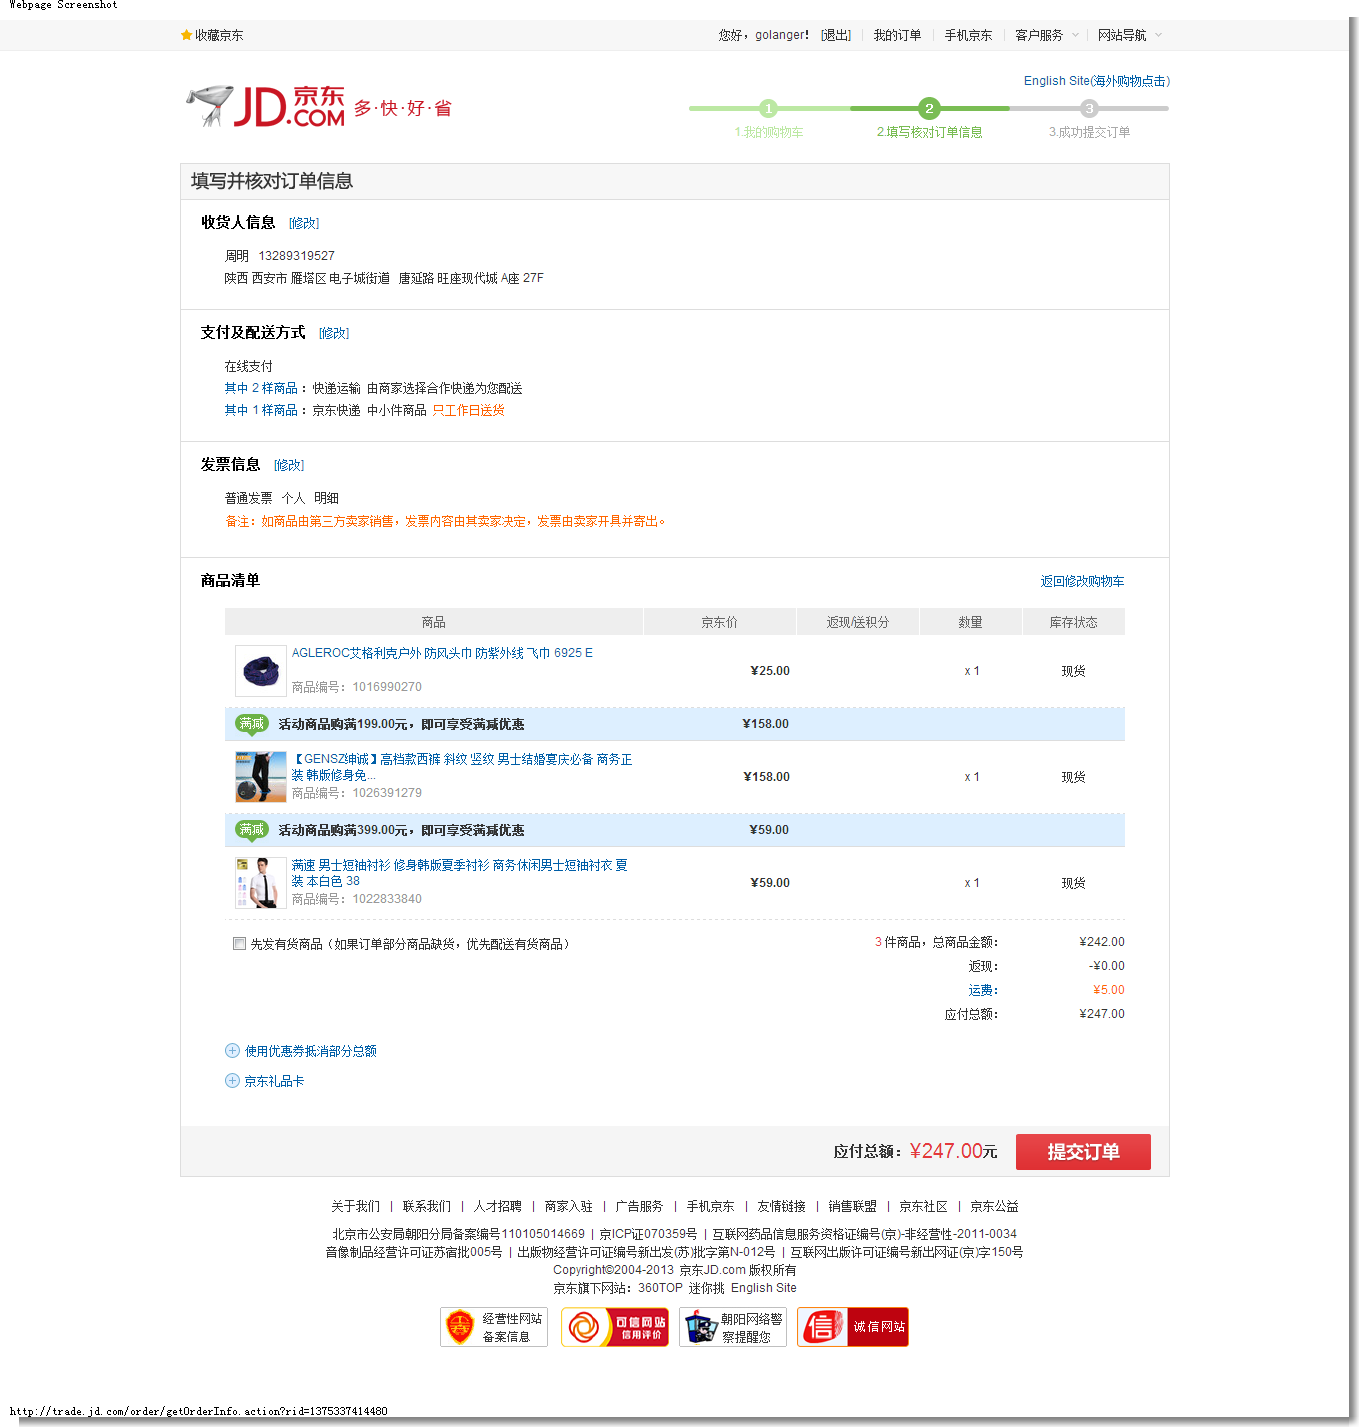 Webpage Screenshot
收藏京东 您好，golanger！ [退出] 我的订单 手机京东 客户服务 网站导航
English Site(海外购物点击)
JD.COM 京东 多·快·好·省
1 2 3
1.我的购物车 2.填写核对订单信息 3.成功提交订单
填写并核对订单信息
收货人信息 [修改]
周明 13289319527
陕西 西安市 雁塔区 电子城街道 唐延路 旺座现代城 A座 27F
支付及配送方式 [修改]
在线支付
其中 2 样商品 ： 快递运输 由商家选择合作快递为您配送
其中 1 样商品 ： 京东快递 中小件商品 只工作日送货
发票信息 [修改]
普通发票 个人 明细
备注：如商品由第三方卖家销售，发票内容由其卖家决定，发票由卖家开具并寄出。
商品清单 返回修改购物车
商品 京东价 返现/送积分 数量 库存状态
AGLEROC艾格利克户外 防风头巾 防紫外线 飞巾 6925 E
¥25.00 x 1 现货
商品编号：1016990270
满减 活动商品购满199.00元，即可享受满减优惠 ¥158.00
【GENSZ绅诚】高档款西裤 斜纹 竖纹 男士结婚宴庆必备 商务正
装 韩版修身免... ¥158.00 x 1 现货
商品编号：1026391279
满减 活动商品购满399.00元，即可享受满减优惠 ¥59.00
满速 男士短袖衬衫 修身韩版夏季衬衫 商务休闲男士短袖衬衣 夏
装 本白色 38 ¥59.00 x 1 现货
商品编号：1022833840
先发有货商品（如果订单部分商品缺货，优先配送有货商品） 3 件商品，总商品金额： ¥242.00
返现： -¥0.00
运费： ¥5.00
应付总额： ¥247.00
使用优惠券抵消部分总额
京东礼品卡
应付总额：¥247.00元 提交订单
关于我们 | 联系我们 | 人才招聘 | 商家入驻 | 广告服务 | 手机京东 | 友情链接 | 销售联盟 | 京东社区 | 京东公益
北京市公安局朝阳分局备案编号110105014669 | 京ICP证070359号 | 互联网药品信息服务资格证编号(京)-非经营性-2011-0034
音像制品经营许可证苏宿批005号 | 出版物经营许可证编号新出发(苏)批字第N-012号 | 互联网出版许可证编号新出网证(京)字150号
Copyright©2004-2013 京东JD.com 版权所有
京东旗下网站：360TOP 迷你挑 English Site
经营性网站 备案信息 可信网站 信用评价 朝阳网络警 察提醒您 信 诚信网站
http://trade.jd.com/order/getOrderInfo.action?rid=1375337414480